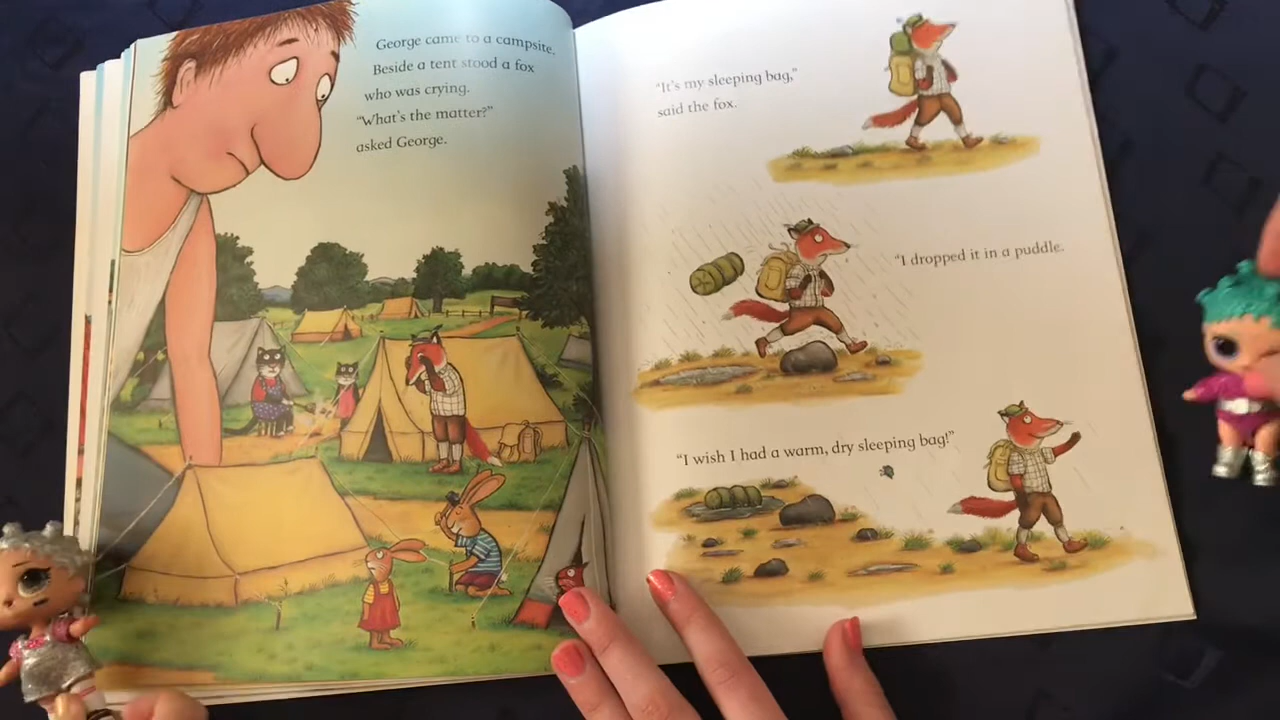 George came to a campsite.
Beside a tent stood a fox
who was crying.
“What’s the matter?”
asked George.
“It’s my sleeping bag,”
said the fox.
“I dropped it in a puddle.
“I wish I had a warm, dry sleeping bag!”